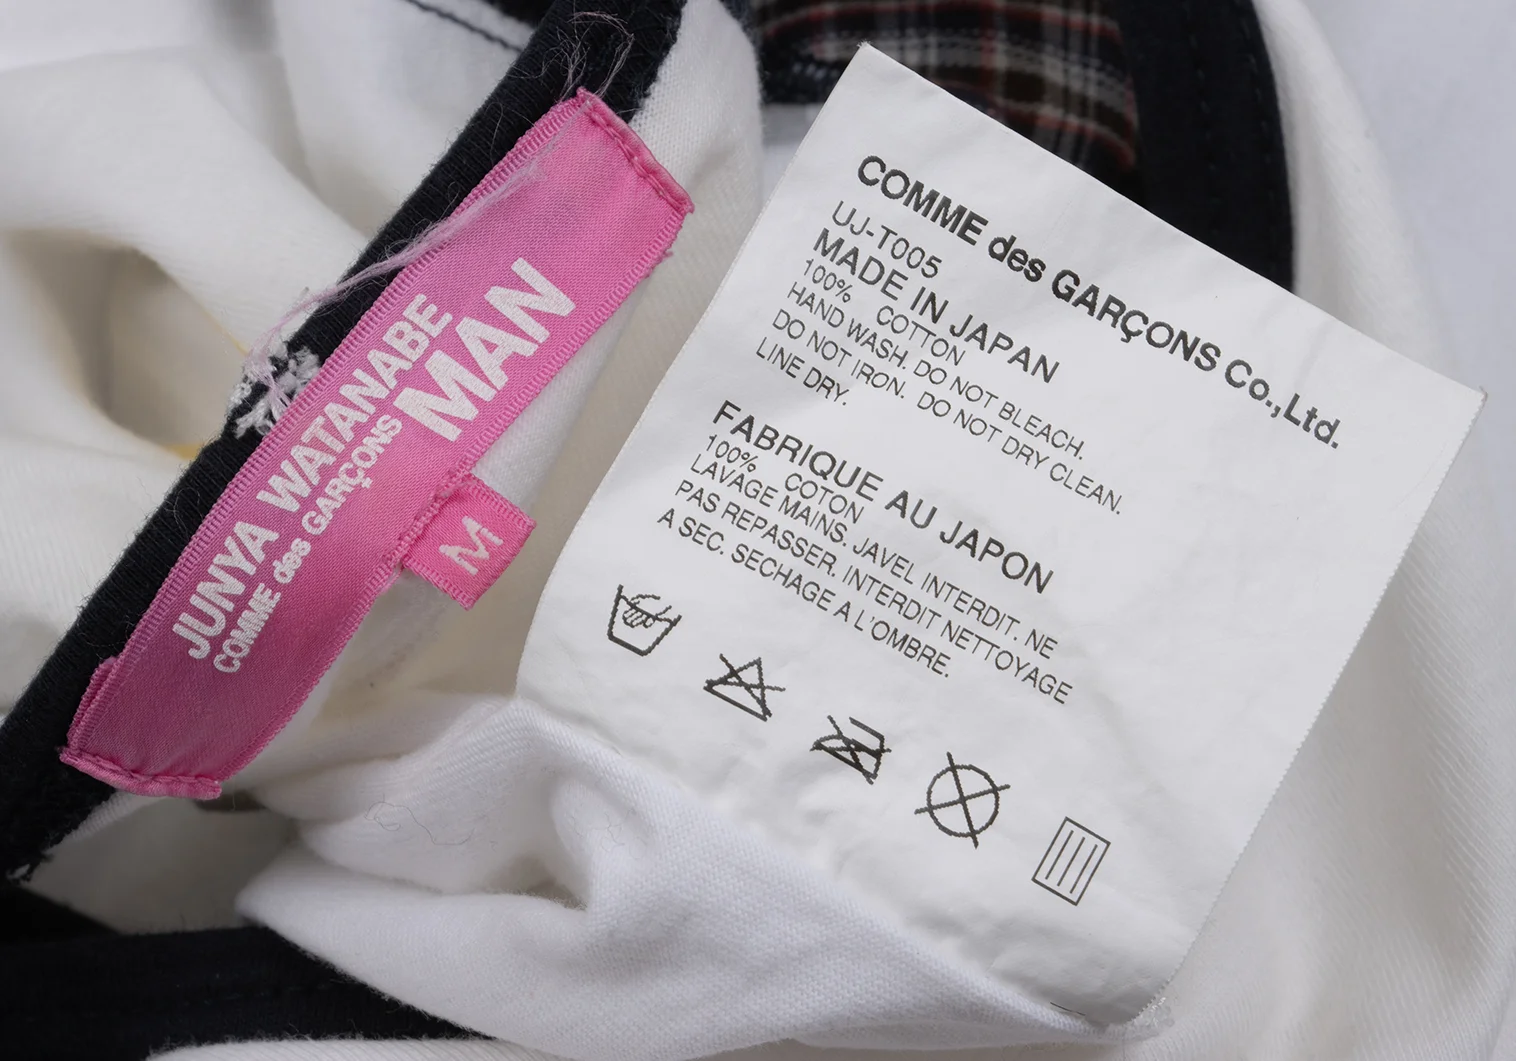 JUNYA WATANABE
COMME des GARÇONS
MAN
M
COMME des GARÇONS Co.,Ltd.
UJ-T005
MADE IN JAPAN
100% COTTON
HAND WASH. DO NOT BLEACH.
DO NOT IRON. DO NOT DRY CLEAN.
LINE DRY.
FABRIQUE AU JAPON
100% COTON
LAVAGE MAINS. JAVEL INTERDIT. NE
PAS REPASSER. INTERDIT NETTOYAGE
A SEC. SECHAGE A L'OMBRE.